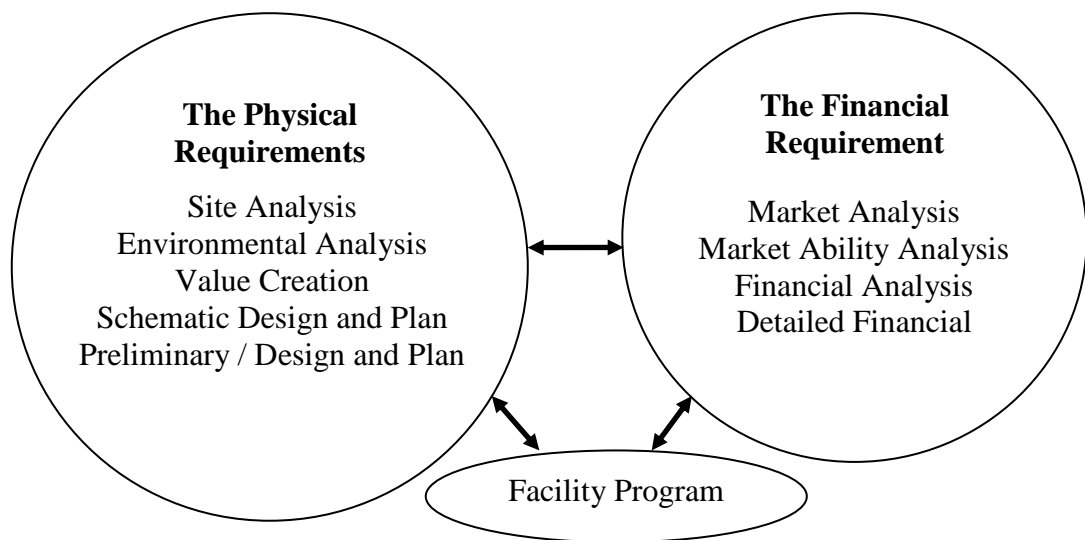 The Physical
Requirements
Site Analysis
Environmental Analysis
Value Creation
Schematic Design and Plan
Preliminary / Design and Plan
The Financial
Requirement
Market Analysis
Market Ability Analysis
Financial Analysis
Detailed Financial
Facility Program